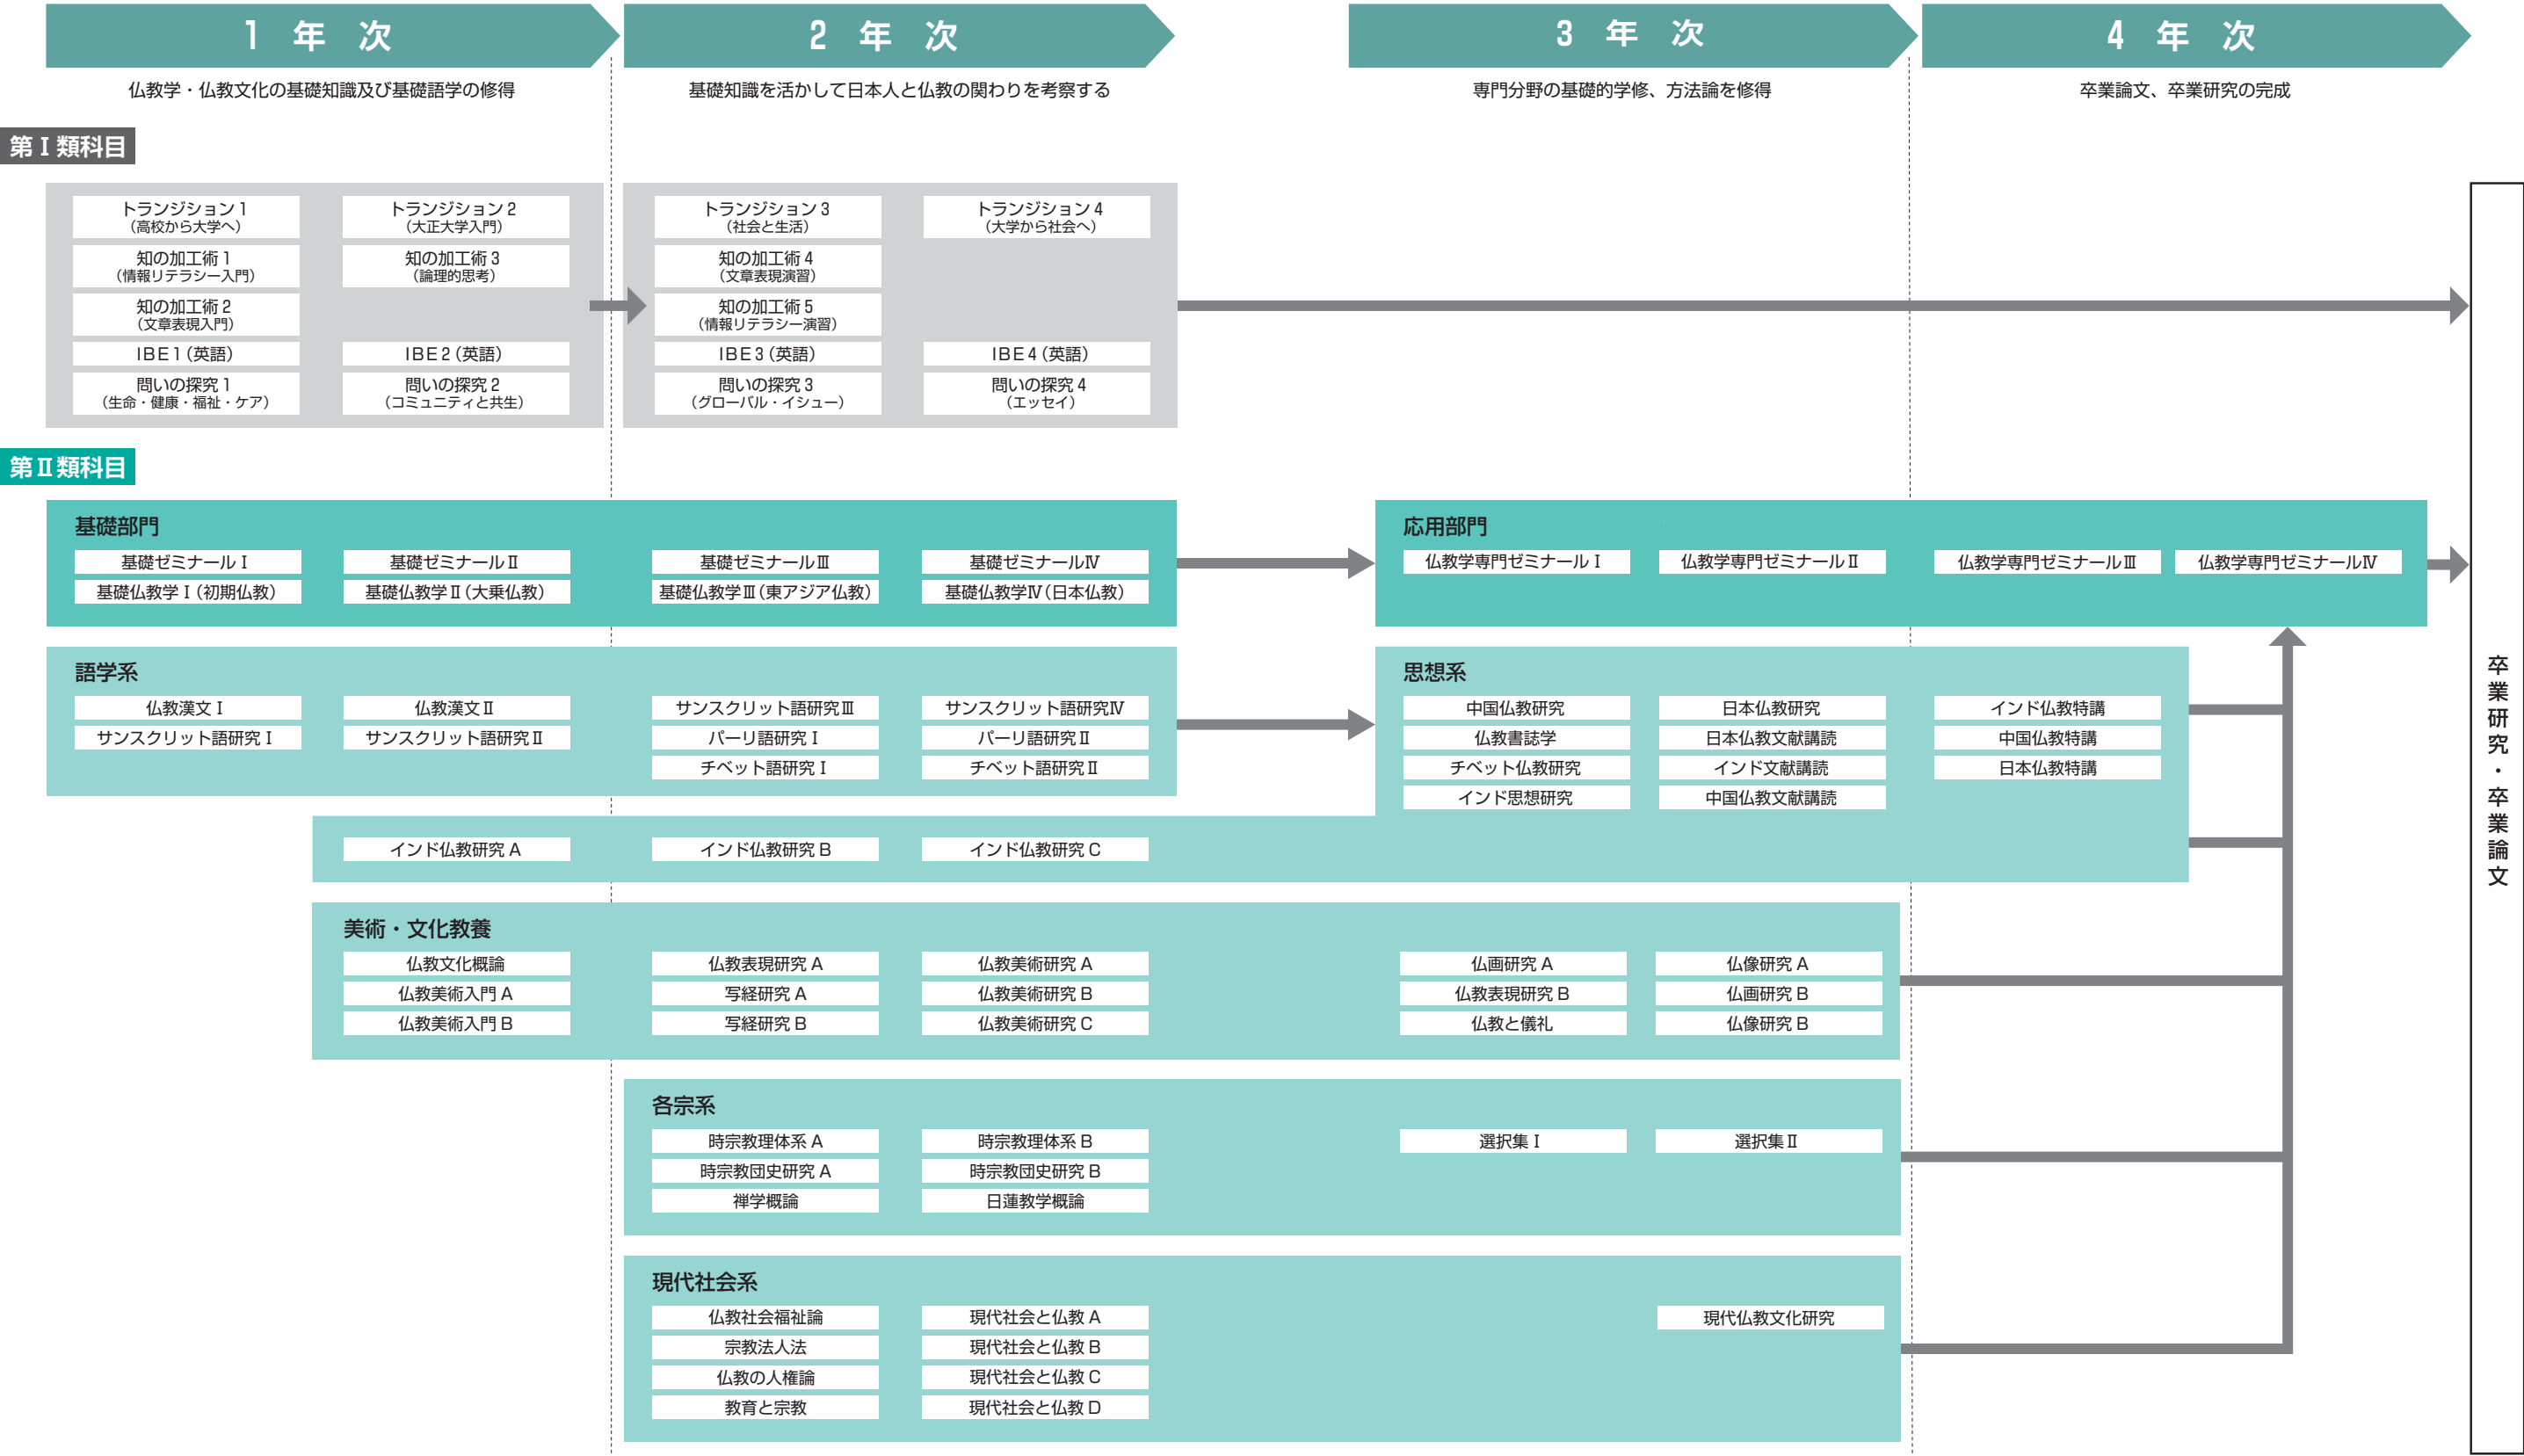 1 年 次
2 年 次
3 年 次
4 年 次
仏教学・仏教文化の基礎知識及び基礎語学の修得
基礎知識を活かして日本人と仏教の関わりを考察する
専門分野の基礎的学修、方法論を修得
卒業論文、卒業研究の完成
第Ⅰ類科目
トランジション1
(高校から大学へ)
トランジション2
(大正大学入門)
トランジション3
(社会と生活)
トランジション4
(大学から社会へ)
知の加工術1
(情報リテラシー入門)
知の加工術3
(論理的思考)
知の加工術4
(文章表現演習)
知の加工術2
(文章表現入門)
知の加工術5
(情報リテラシー演習)
IBE1(英語)
IBE2(英語)
IBE3(英語)
IBE4(英語)
問いの探究1
(生命・健康・福祉・ケア)
問いの探究2
(コミュニティと共生)
問いの探究3
(グローバル・イシュー)
問いの探究4
(エッセイ)
第Ⅱ類科目
基礎部門
基礎ゼミナールⅠ
基礎ゼミナールⅡ
基礎ゼミナールⅢ
基礎ゼミナールⅣ
基礎仏教学Ⅰ(初期仏教)
基礎仏教学Ⅱ(大乗仏教)
基礎仏教学Ⅲ(東アジア仏教)
基礎仏教学Ⅳ(日本仏教)
応用部門
仏教学専門ゼミナールⅠ
仏教学専門ゼミナールⅡ
仏教学専門ゼミナールⅢ
仏教学専門ゼミナールⅣ
語学系
仏教漢文Ⅰ
仏教漢文Ⅱ
サンスクリット語研究Ⅲ
サンスクリット語研究Ⅳ
サンスクリット語研究Ⅰ
サンスクリット語研究Ⅱ
パーリ語研究Ⅰ
パーリ語研究Ⅱ
チベット語研究Ⅰ
チベット語研究Ⅱ
思想系
中国仏教研究
日本仏教研究
インド仏教特講
仏教書誌学
日本仏教文献講読
中国仏教特講
チベット仏教研究
インド文献講読
日本仏教特講
インド思想研究
中国仏教文献講読
インド仏教研究 A
インド仏教研究 B
インド仏教研究 C
美術・文化教養
仏教文化概論
仏教表現研究 A
仏教美術研究 A
仏画研究 A
仏像研究 A
仏教美術入門 A
写経研究 A
仏教美術研究 B
仏教表現研究 B
仏画研究 B
仏教美術入門 B
写経研究 B
仏教美術研究 C
仏教と儀礼
仏像研究 B
各宗系
時宗教理体系 A
時宗教理体系 B
選択集Ⅰ
選択集Ⅱ
時宗教団史研究 A
時宗教団史研究 B
禅学概論
日蓮教学概論
現代社会系
仏教社会福祉論
現代社会と仏教 A
現代仏教文化研究
宗教法人法
現代社会と仏教 B
仏教の人権論
現代社会と仏教 C
教育と宗教
現代社会と仏教 D
卒業研究・卒業論文